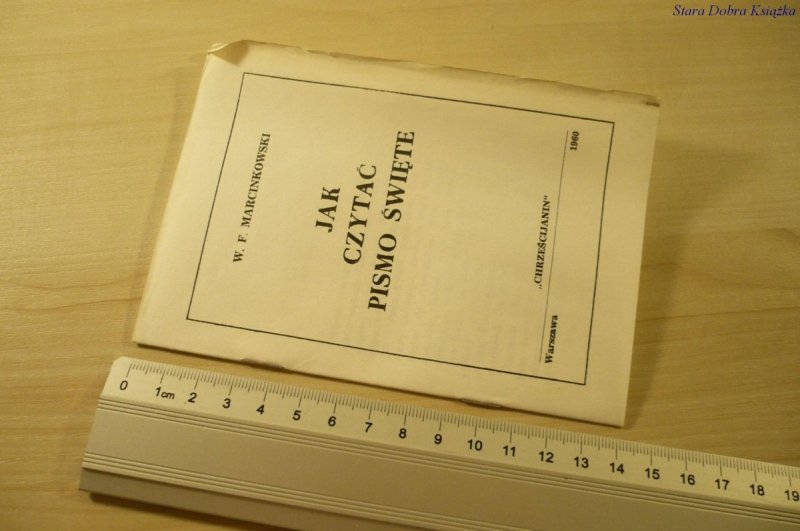 Stara Dobra Książka
W. F. MARCINKOWSKI
JAK
CZYTAĆ
PISMO ŚWIĘTE
Warszawa „CHRZEŚCIJANIN“ 1960
0 1cm 2 3 4 5 6 7 8 9 10 11 12 13 14 15 16 17 18 19